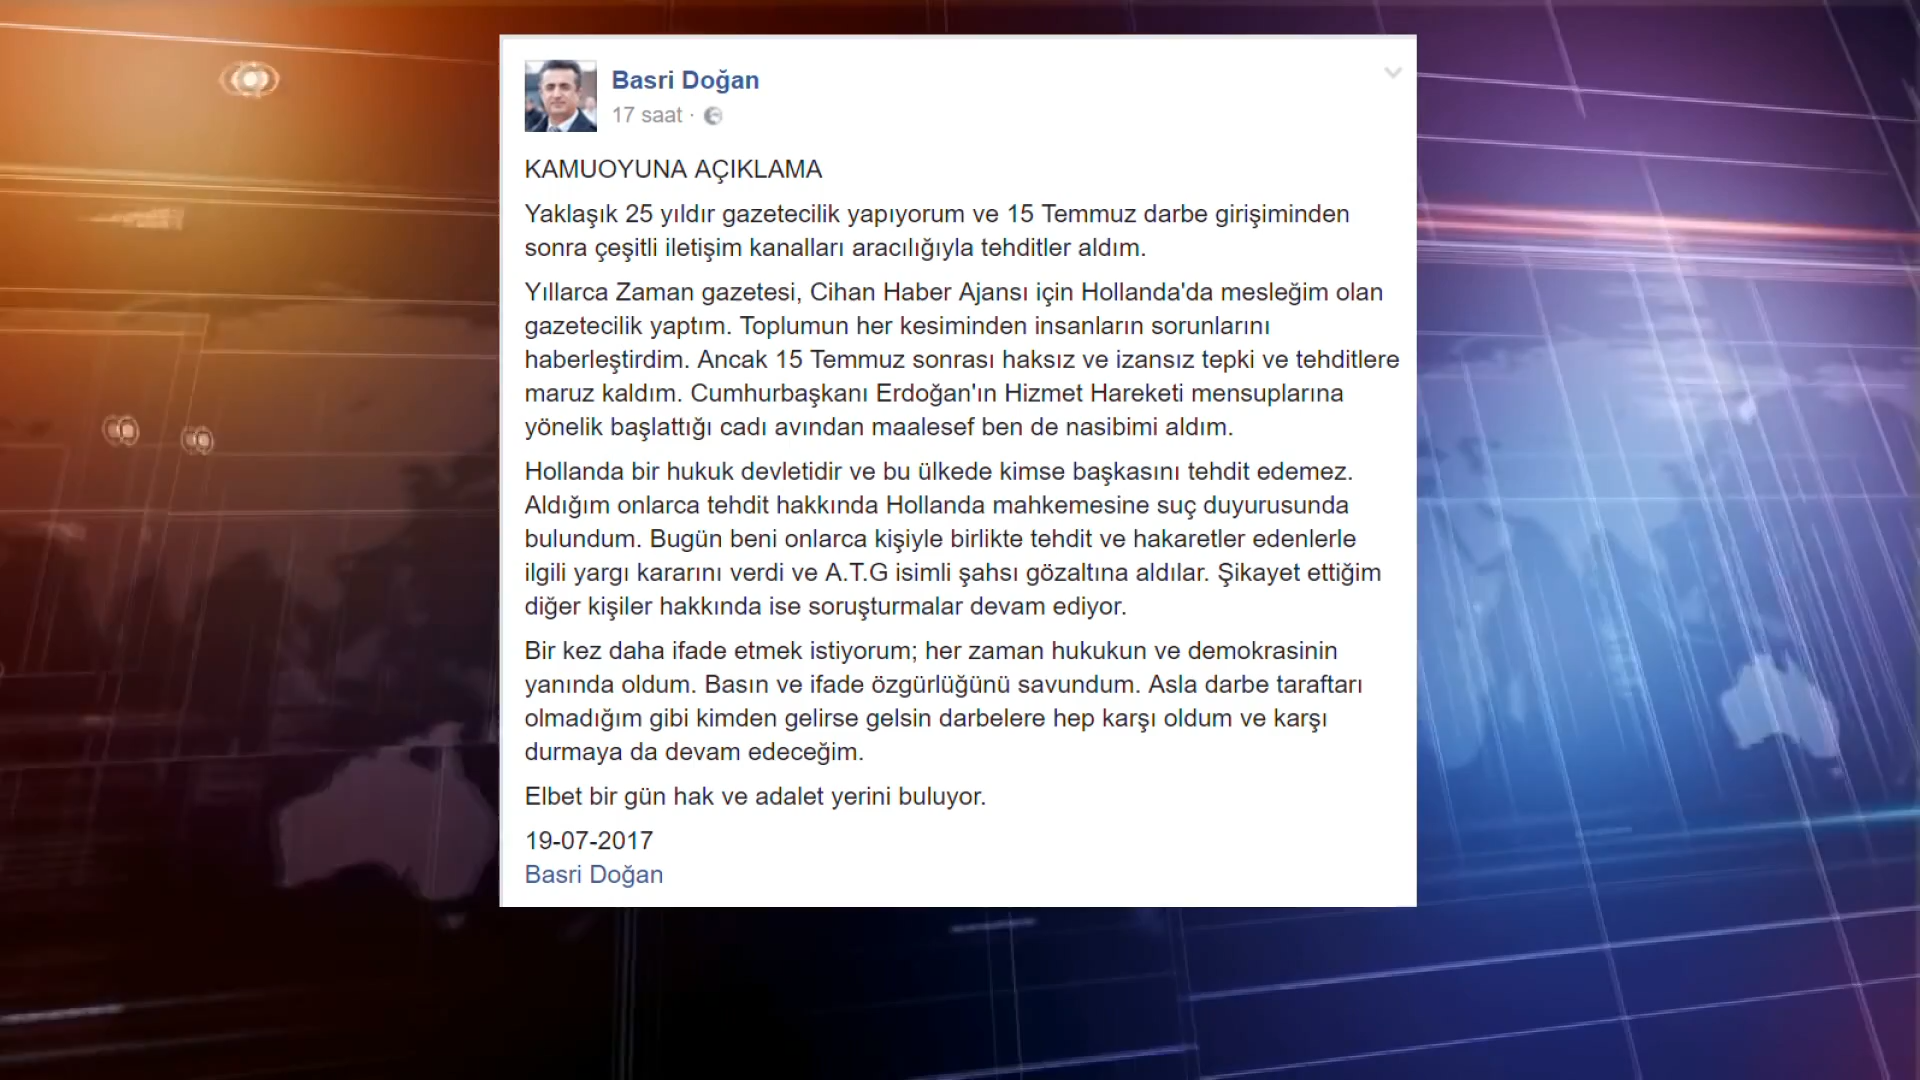 Basri Doğan
17 saat ·
KAMUOYUNA AÇIKLAMA
Yaklaşık 25 yıldır gazetecilik yapıyorum ve 15 Temmuz darbe girişiminden
sonra çeşitli iletişim kanalları aracılığıyla tehditler aldım.
Yıllarca Zaman gazetesi, Cihan Haber Ajansı için Hollanda'da mesleğim olan
gazetecilik yaptım. Toplumun her kesiminden insanların sorunlarını
haberleştirdim. Ancak 15 Temmuz sonrası haksız ve izansız tepki ve tehditlere
maruz kaldım. Cumhurbaşkanı Erdoğan'ın Hizmet Hareketi mensuplarına
yönelik başlattığı cadı avından maalesef ben de nasibimi aldım.
Hollanda bir hukuk devletidir ve bu ülkede kimse başkasını tehdit edemez.
Aldığım onlarca tehdit hakkında Hollanda mahkemesine suç duyurusunda
bulundum. Bugün beni onlarca kişiyle birlikte tehdit ve hakaretler edenlerle
ilgili yargı kararını verdi ve A.T.G isimli şahsı gözaltına aldılar. Şikayet ettiğim
diğer kişiler hakkında ise soruşturmalar devam ediyor.
Bir kez daha ifade etmek istiyorum; her zaman hukukun ve demokrasinin
yanında oldum. Basın ve ifade özgürlüğünü savundum. Asla darbe taraftarı
olmadığım gibi kimden gelirse gelsin darbelere hep karşı oldum ve karşı
durmaya da devam edeceğim.
Elbet bir gün hak ve adalet yerini buluyor.
19-07-2017
Basri Doğan